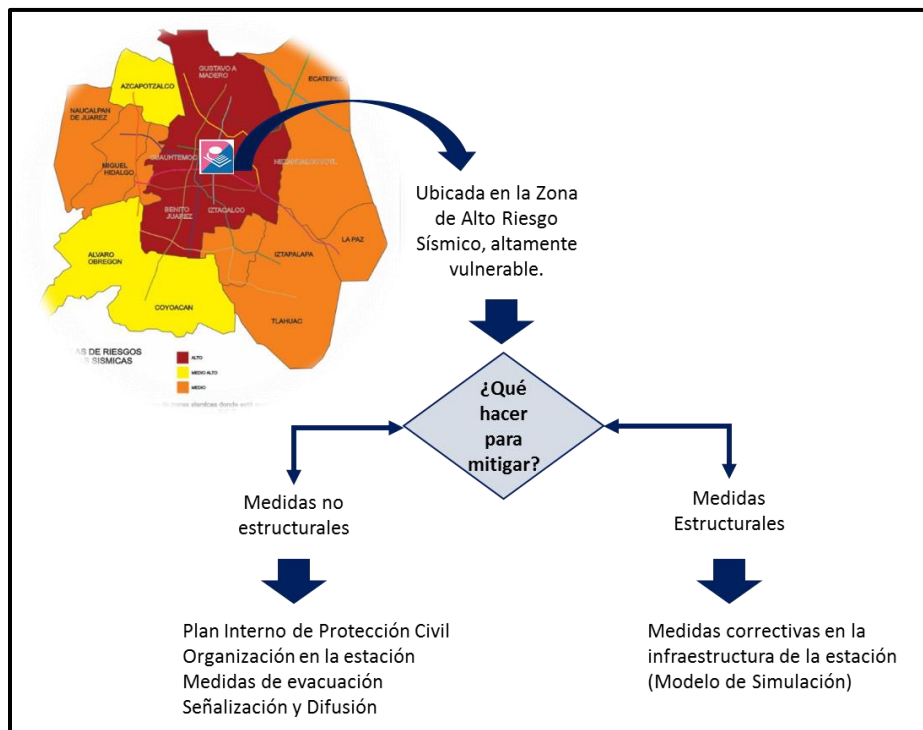 GUSTAVO A
MADERO
ECATEPEC
AZCAPOTZALCO
NAUCALPAN
DE JUAREZ
CUAUHTEMOC
MIGUEL
HIDALGO
BENITO
JUAREZ
IZTACALCO
LA PAZ
IZTAPALAPA
ALVARO
OBREGON
COYOACAN
TLAHUAC
AS DE RIESGOS
SISMICAS
ALTO
MEDIO ALTO
MEDIO
Ubicada en la Zona
de Alto Riesgo
Sísmico, altamente
vulnerable.
¿Qué
hacer
para
mitigar?
Medidas no
estructurales
Medidas
Estructurales
Plan Interno de Protección Civil
Organización en la estación
Medidas de evacuación
Señalización y Difusión
Medidas correctivas en la
infraestructura de la estación
(Modelo de Simulación)